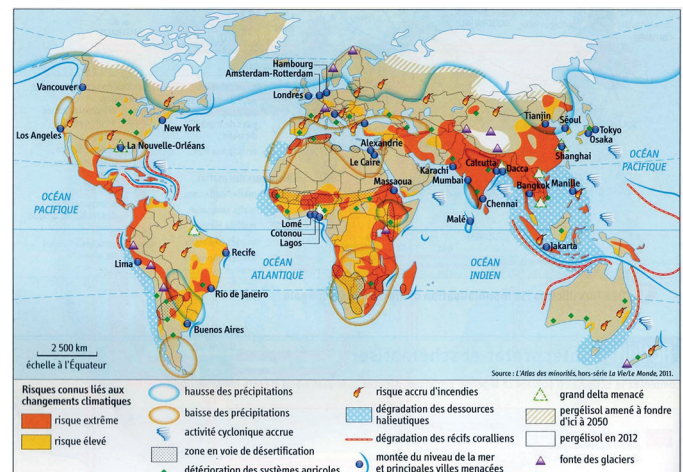 Hambourg
Amsterdam-Rotterdam
Vancouver
Londres
Tianjin
Séoul
New York
Tokyo
Los Angeles
Osaka
La Nouvelle-Orléans
Alexandrie
Shanghai
Le Caire
Karachi
Calcutta
Dacca
OCÉAN
PACIFIQUE
Massaoua
Mumbai
Bangkok
Manille
OCÉAN
PACIFIQUE
Chennai
Lomé
Malé
Cotonou
Lagos
Recife
Jakarta
Lima
OCÉAN
ATLANTIQUE
OCÉAN
INDIEN
Rio de Janeiro
Buenos Aires
2 500 km
échelle à l'Équateur
Source : L'Atlas des minorités, hors-série La Vie/Le Monde, 2011.
Risques connus liés aux
changements climatiques
risque extrême
risque élevé
hausse des précipitations
baisse des précipitations
activité cyclonique accrue
zone en voie de désertification
détérioration des systèmes agricoles
risque accru d'incendies
dégradation des dessources
halieutiques
dégradation des récifs coralliens
montée du niveau de la mer
et principales villes menacées
grand delta menacé
pergélisol amené à fondre
d'ici à 2050
pergélisol en 2012
fonte des glaciers